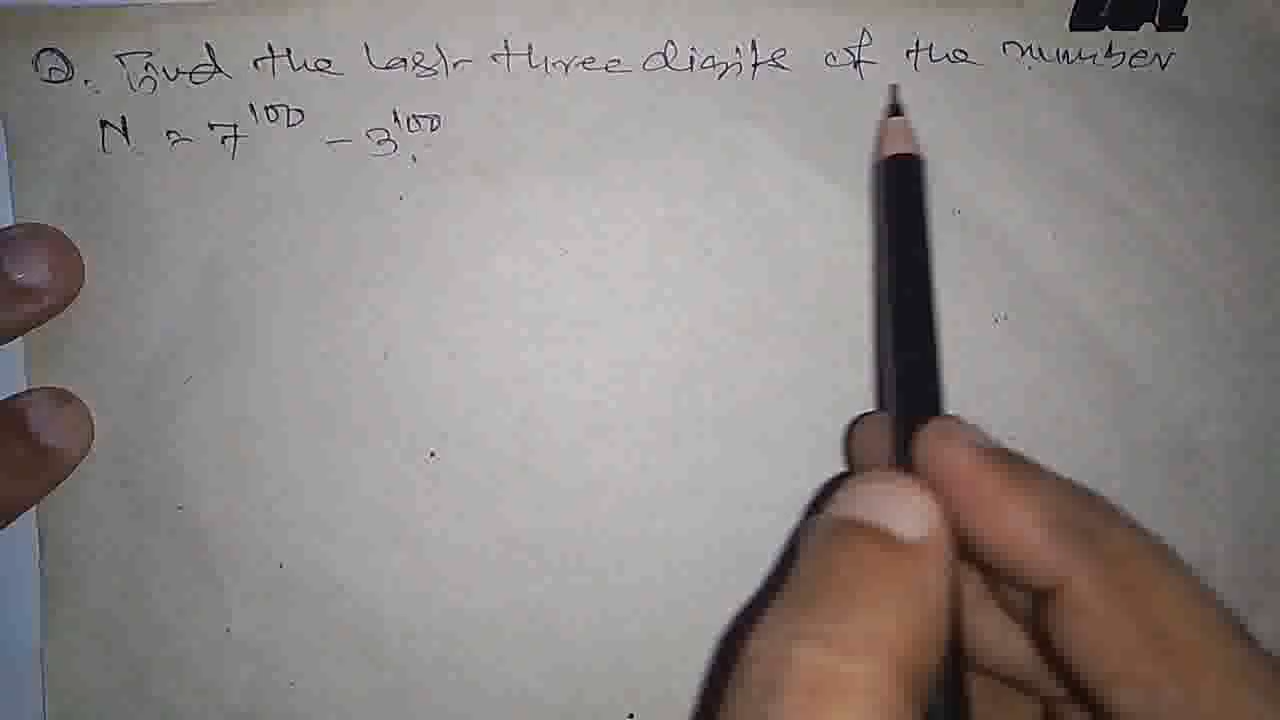 Q. Find the last three digits of the number
N = 7^100 - 3^100.